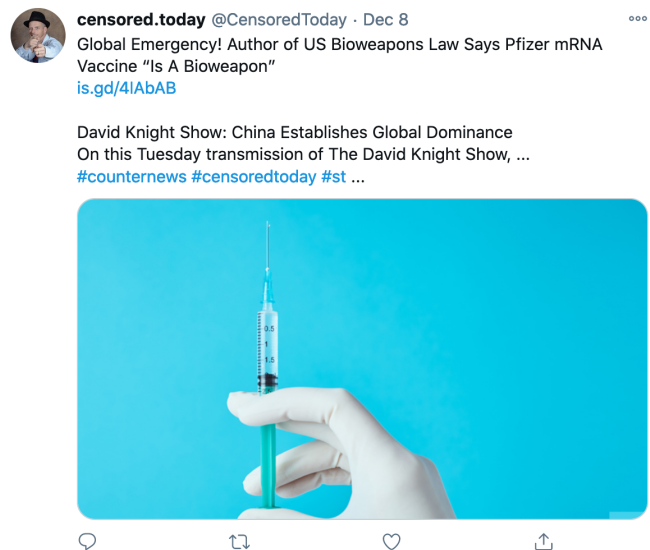 censored.today @CensoredToday · Dec 8
Global Emergency! Author of US Bioweapons Law Says Pfizer mRNA
Vaccine “Is A Bioweapon”
is.gd/4lAbAB
David Knight Show: China Establishes Global Dominance
On this Tuesday transmission of The David Knight Show, ...
#counternews #censoredtoday #st ...
0.5
1
1.5